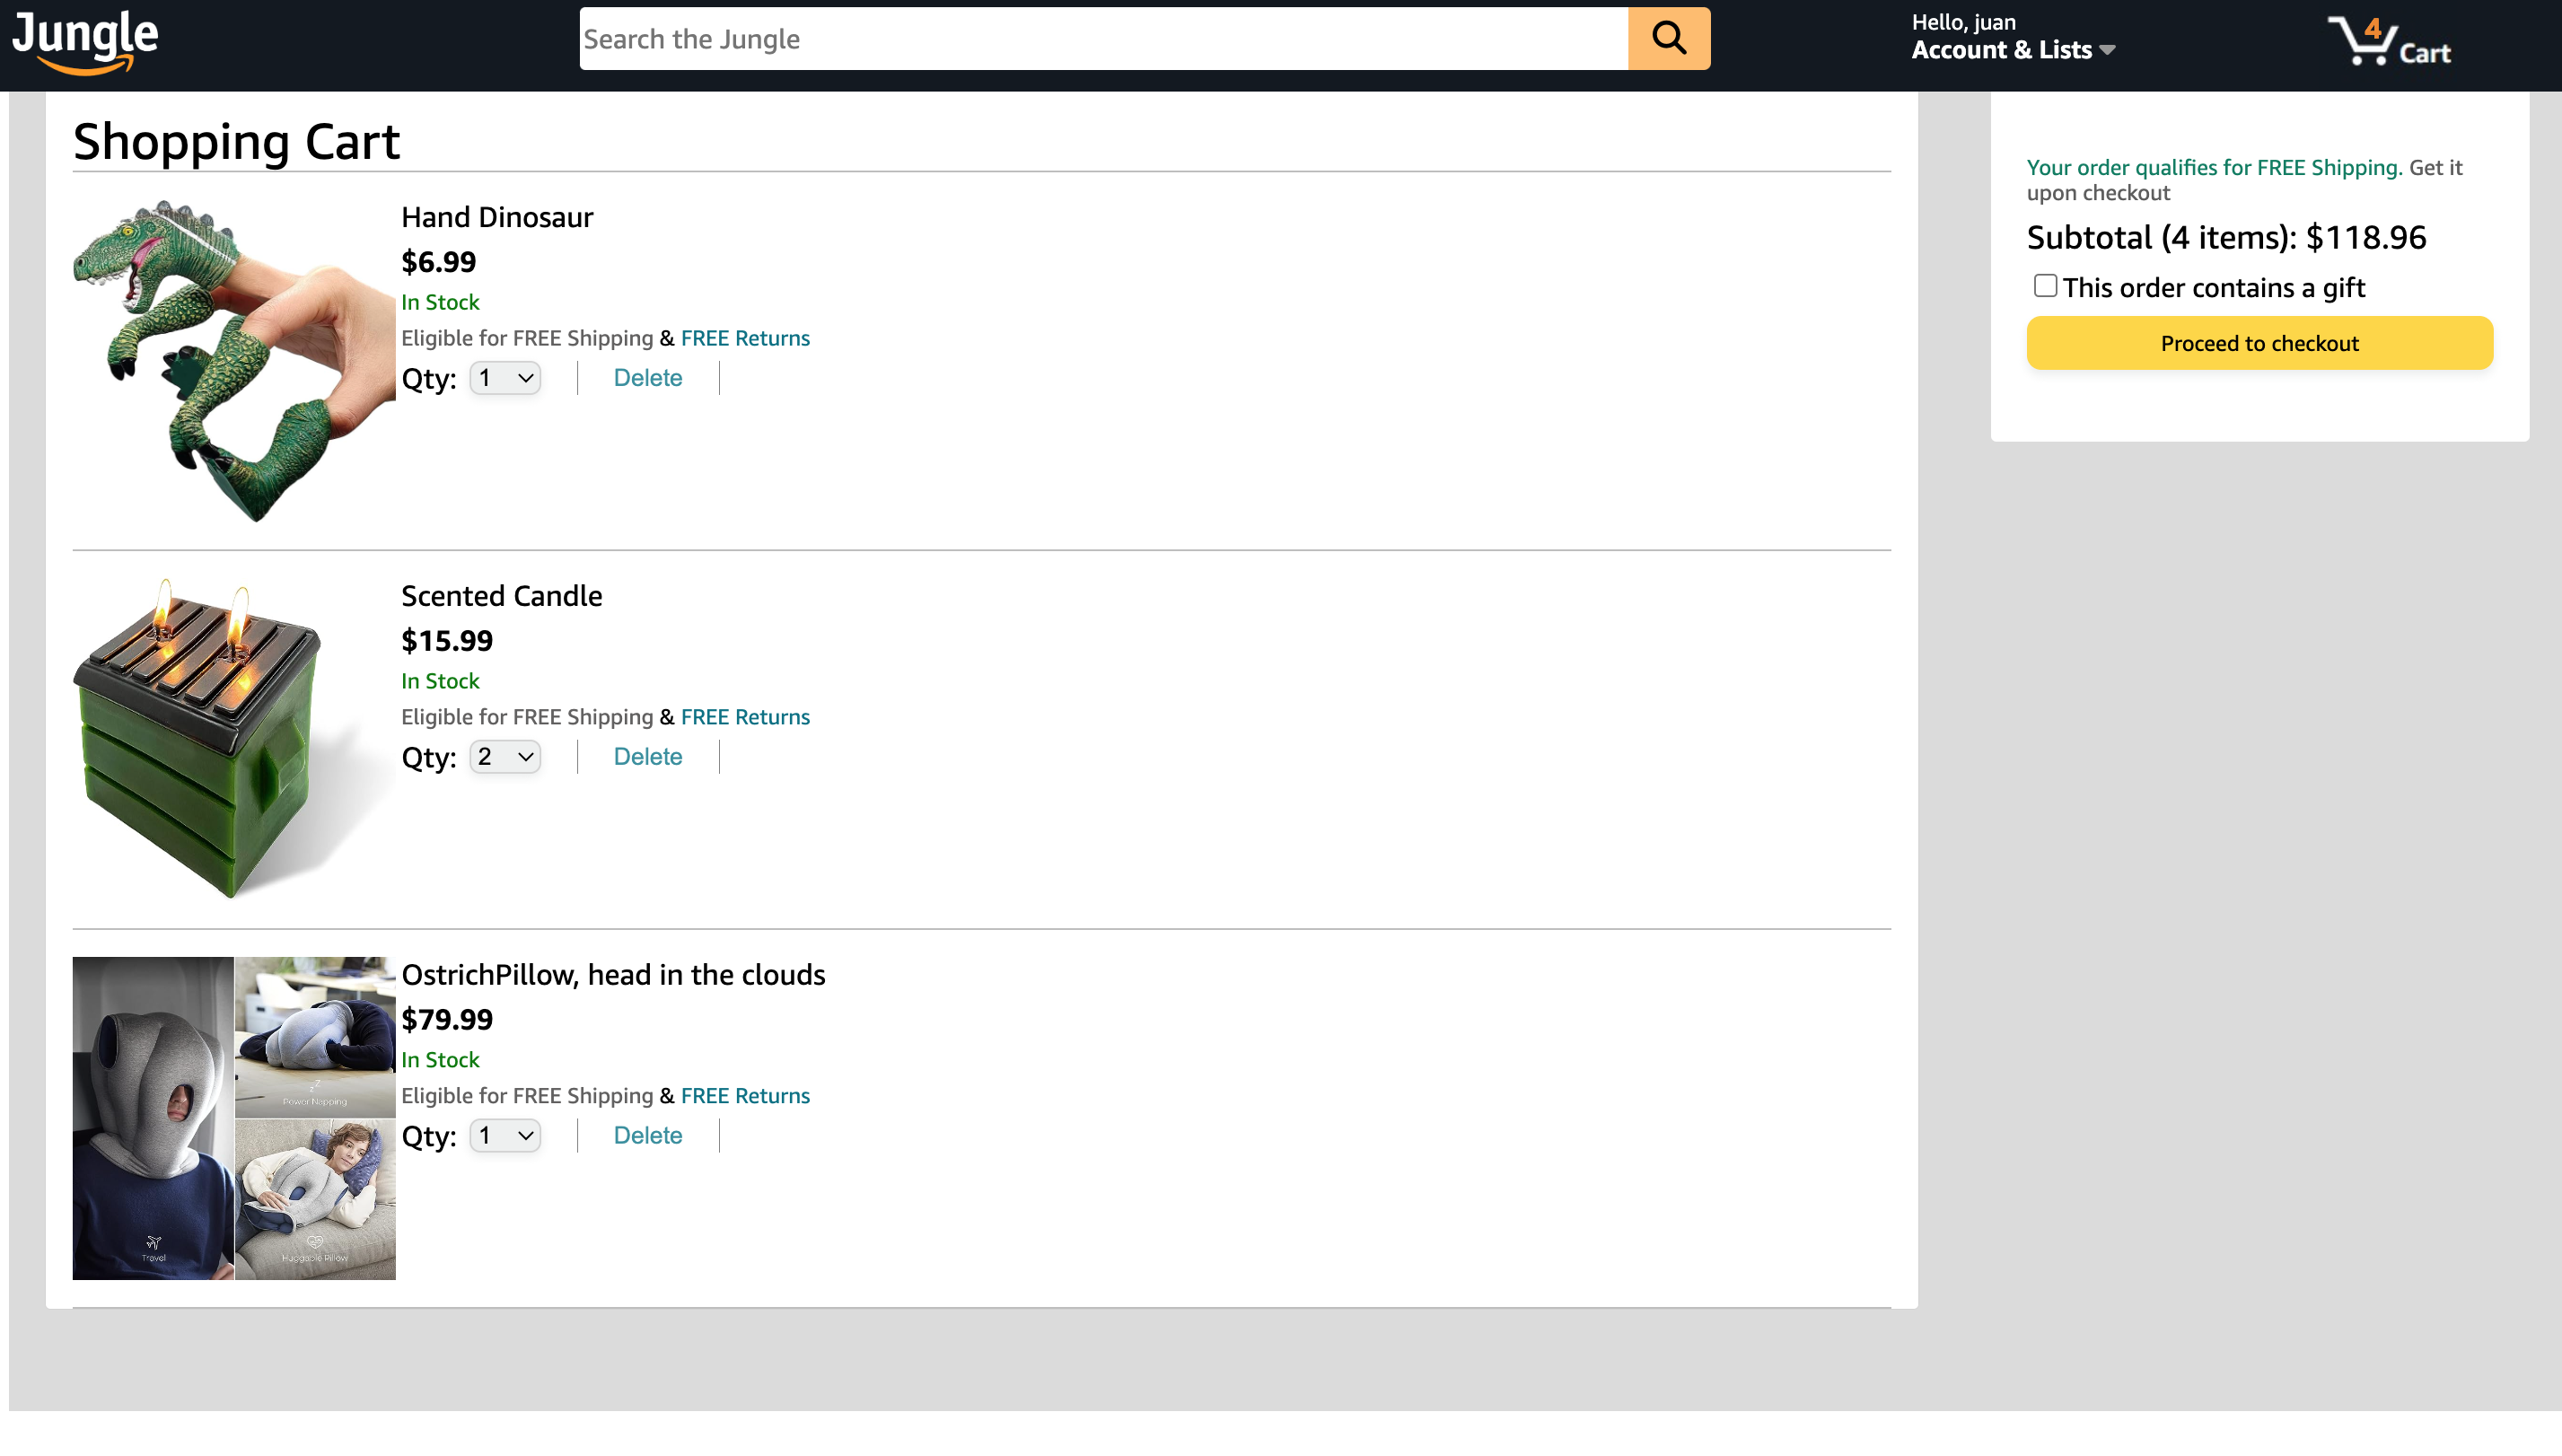 Jungle
Search the Jungle
Hello, juan
Account & Lists
4
Cart
Shopping Cart
Hand Dinosaur
$6.99
In Stock
Eligible for FREE Shipping & FREE Returns
Qty: 1
Delete
Scented Candle
$15.99
In Stock
Eligible for FREE Shipping & FREE Returns
Qty: 2
Delete
Power Napping
Travel
Huggable Pillow
OstrichPillow, head in the clouds
$79.99
In Stock
Eligible for FREE Shipping & FREE Returns
Qty: 1
Delete
Your order qualifies for FREE Shipping. Get it
upon checkout
Subtotal (4 items): $118.96
This order contains a gift
Proceed to checkout